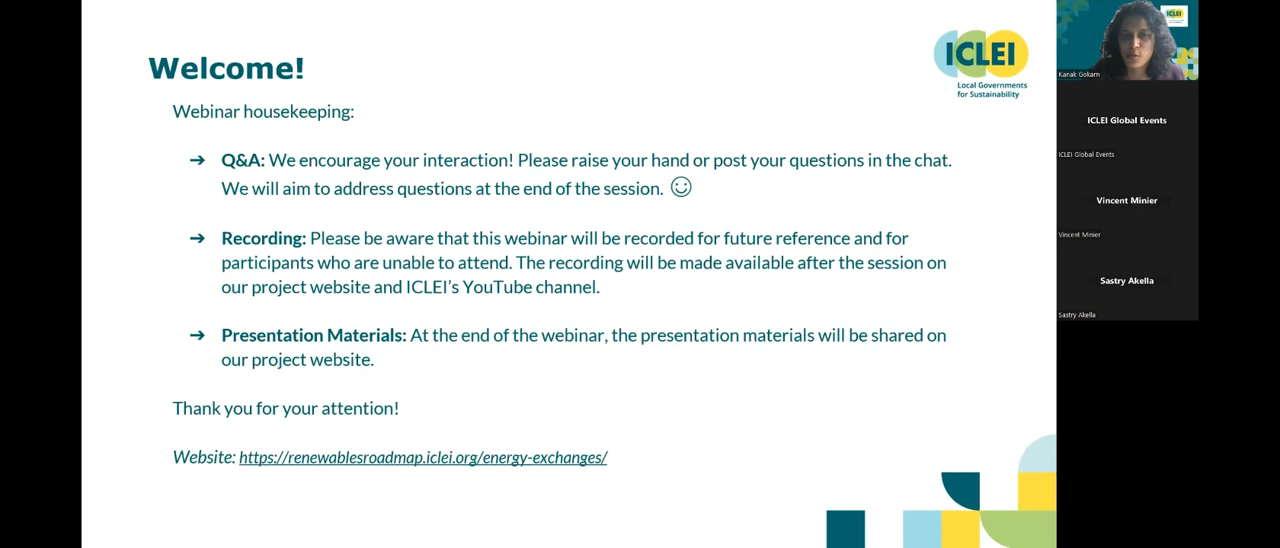 Welcome!
ICLEI
Local Governments
for Sustainability
Webinar housekeeping:
➔ Q&A: We encourage your interaction! Please raise your hand or post your questions in the chat.
We will aim to address questions at the end of the session. ☺
➔ Recording: Please be aware that this webinar will be recorded for future reference and for
participants who are unable to attend. The recording will be made available after the session on
our project website and ICLEI’s YouTube channel.
➔ Presentation Materials: At the end of the webinar, the presentation materials will be shared on
our project website.
Thank you for your attention!
Website: https://renewablesroadmap.iclei.org/energy-exchanges/
ICLEI
Kanak Gokarn
ICLEI Global Events
ICLEI Global Events
Vincent Minier
Vincent Minier
Sastry Akella
Sastry Akella